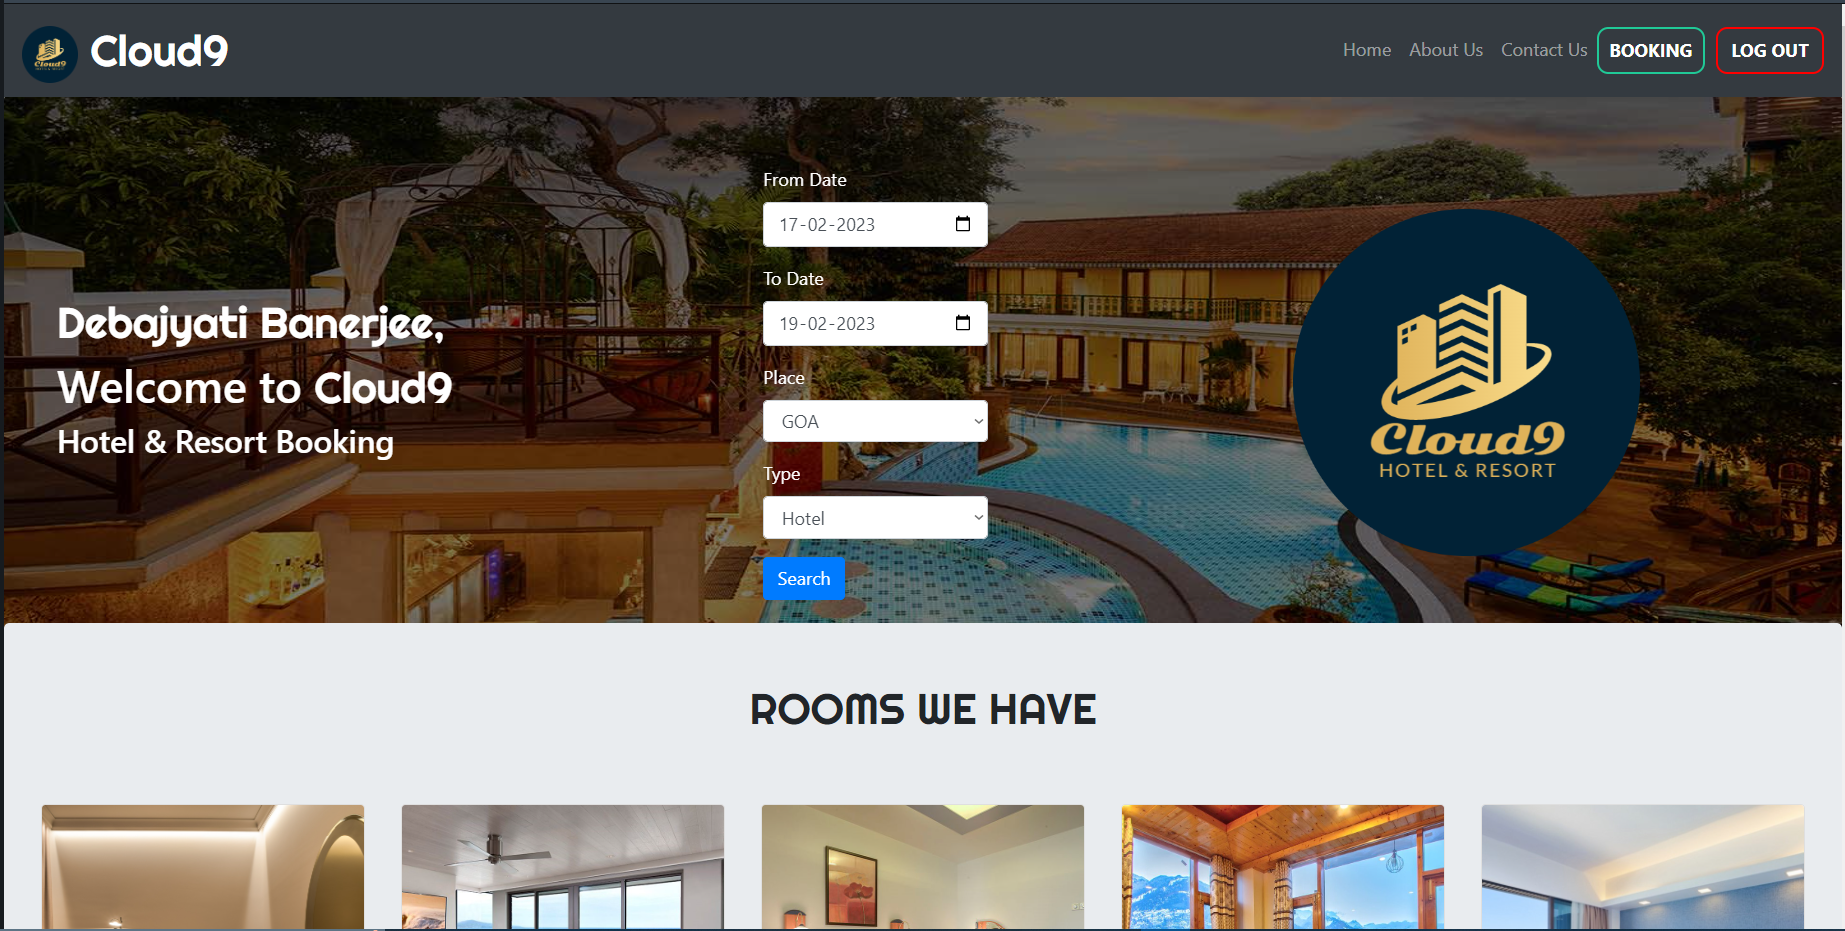 Cloud9
Home
About Us
Contact Us
BOOKING
LOG OUT
Debajyati Banerjee,
Welcome to Cloud9
Hotel & Resort Booking
From Date
17-02-2023
To Date
19-02-2023
Place
GOA
Type
Hotel
Search
Cloud9
HOTEL & RESORT
ROOMS WE HAVE